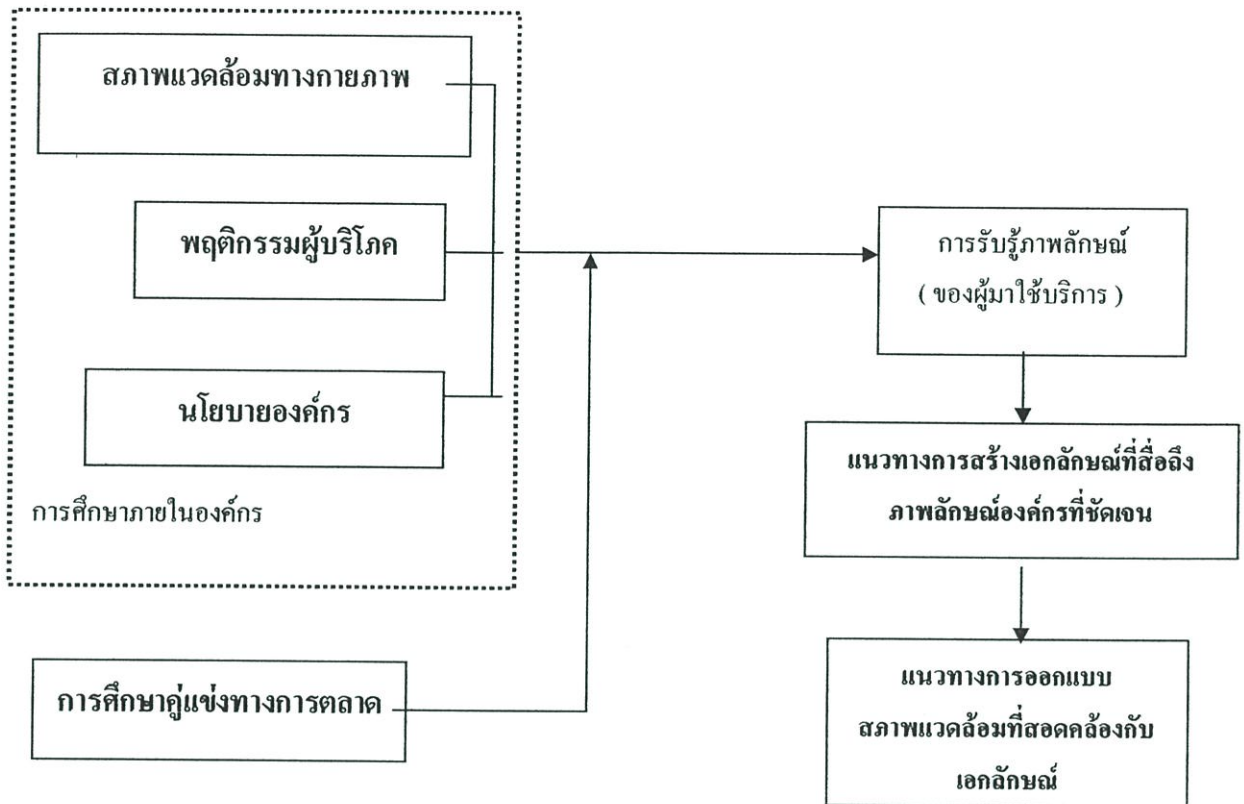 สภาพแวดล้อมทางกายภาพ
พฤติกรรมผู้บริโภค
นโยบายองค์กร
การศึกษาภายในองค์กร
การศึกษาคู่แข่งทางการตลาด
การรับรู้ภาพลักษณ์
( ของผู้มาใช้บริการ )
แนวทางการสร้างเอกลักษณ์ที่สื่อถึง
ภาพลักษณ์องค์กรที่ชัดเจน
แนวทางการออกแบบ
สภาพแวดล้อมที่สอดคล้องกับ
เอกลักษณ์